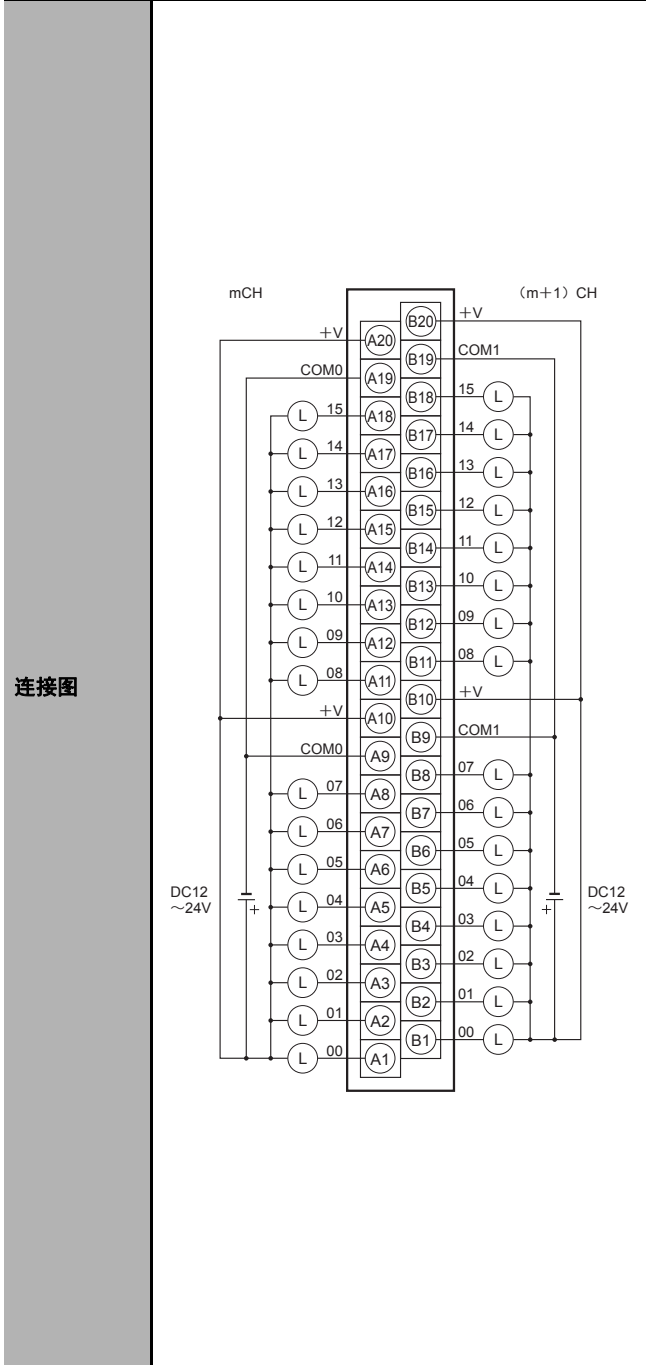 连接图
mCH （m＋1）CH
＋V A20 B20 ＋V
COM0 A19 B19 COM1
L 15 A18 B18 15 L
L 14 A17 B17 14 L
L 13 A16 B16 13 L
L 12 A15 B15 12 L
L 11 A14 B14 11 L
L 10 A13 B13 10 L
L 09 A12 B12 09 L
L 08 A11 B11 08 L
＋V A10 B10 ＋V
COM0 A9 B9 COM1
L 07 A8 B8 07 L
L 06 A7 B7 06 L
L 05 A6 B6 05 L
L 04 A5 B5 04 L
L 03 A4 B4 03 L
L 02 A3 B3 02 L
L 01 A2 B2 01 L
L 00 A1 B1 00 L
DC12
～24V
+
DC12
～24V
+